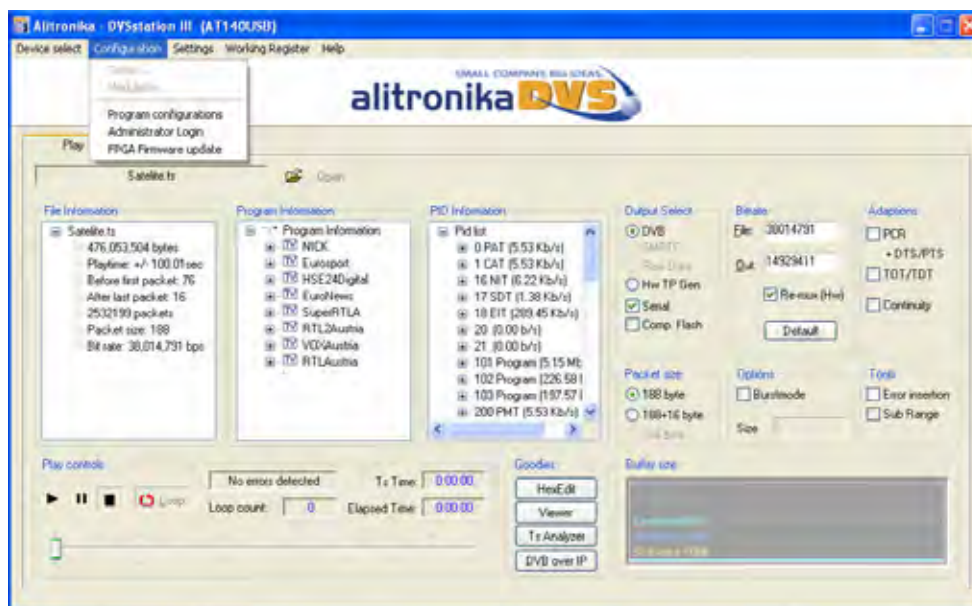 Alitronika - DVSstation III (AT140USB)
Device select Configuration Settings Working Register Help
Program configurations
Administrator Login
FPGA Firmware update
SMALL COMPANY, BIG IDEAS
alitronika DVS
Play
Satelite.ts
Open
File Information
Satelite.ts
476,053,504 bytes
Playtime: +/- 100.01sec
Before first packet: 76
After last packet: 16
2532199 packets
Packet size: 188
Bit rate: 38,014,791 bps
Program Information
Program Information
NICK
Eurosport
HSE24Digital
EuroNews
SuperRTLA
RTL2Austria
VOXAustria
RTLAustria
PID Information
Pid list
0 PAT (5.53 Kb/s)
1 CAT (5.53 Kb/s)
16 NIT (6.22 Kb/s)
17 SDT (1.38 Kb/s)
18 EIT (289.45 Kb/s)
20 (0.00 b/s)
21 (0.00 b/s)
101 Program (5.15 Mb
102 Program (226.58 l
103 Program (197.57 l
200 PMT (5.53 Kb/s)
Output Select
DVB
SMPTE
Raw Data
Hw TP Gen
Serial
Comp. Flash
Bitrate
File: 38014791
Out: 14929411
Re-mux (Hw)
Default
Adaptions
PCR
+ DTS/PTS
TOT/TDT
Continuity
Packet size
188 byte
188+16 byte
Options
Burstmode
Size
Tools
Error insertion
Sub Range
Play controls
Loop
No errors detected
Loop count: 0
Ts Time: 0:00:00
Elapsed Time: 0:00:00
Goodies
HexEdit
Viewer
Ts Analyzer
DVB over IP
Buffer size